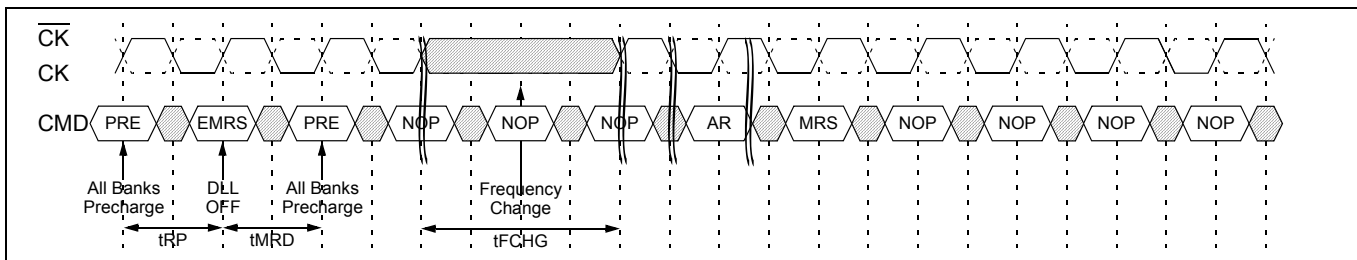 CK
CK
CMD PRE EMRS PRE NOP NOP NOP AR MRS NOP NOP NOP NOP
All Banks Precharge
DLL OFF
All Banks Precharge
Frequency Change
tRP tMRD tFCHG